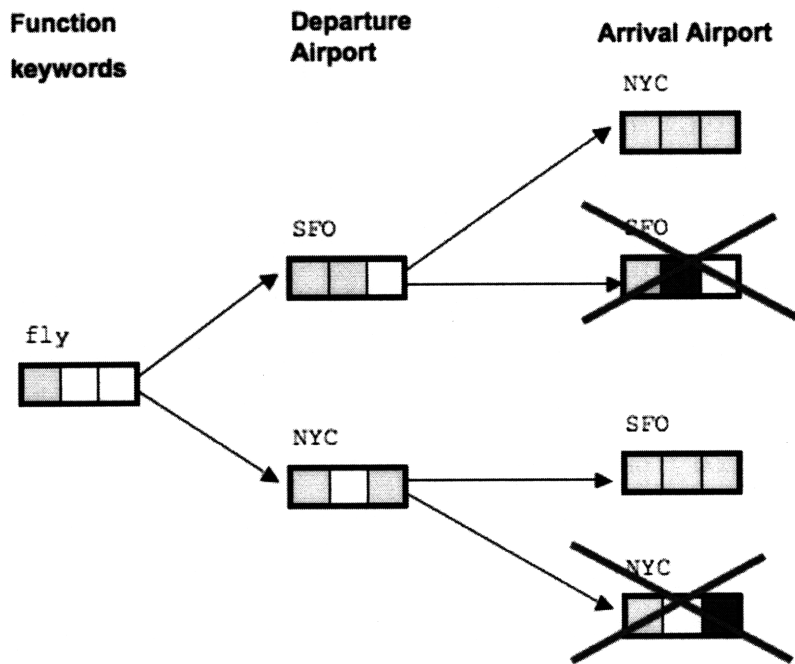 Function
keywords
Departure
Airport
Arrival Airport
NYC
SFO
SFO
fly
NYC
SFO
NYC